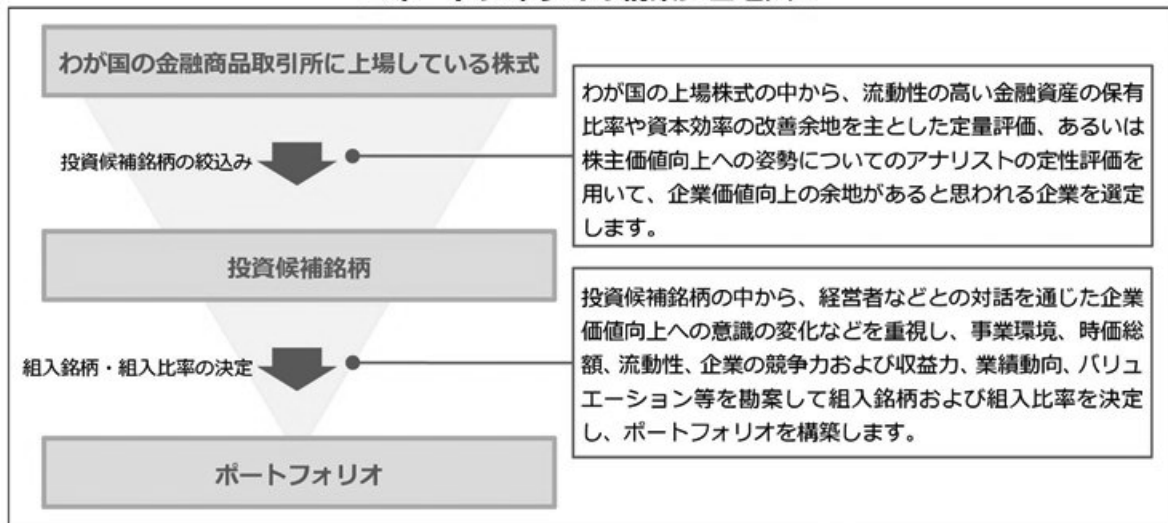 わが国の金融商品取引所に上場している株式
投資候補銘柄の絞込み
わが国の上場株式の中から、流動性の高い金融資産の保有
比率や資本効率の改善余地を主とした定量評価、あるいは
株主価値向上への姿勢についてのアナリストの定性評価を
用いて、企業価値向上の余地があると思われる企業を選定
します。
投資候補銘柄
組入銘柄・組入比率の決定
投資候補銘柄の中から、経営者などとの対話を通じた企業
価値向上への意識の変化などを重視し、事業環境、時価総
額、流動性、企業の競争力および収益力、業績動向、バリュ
エーション等を勘案して組入銘柄および組入比率を決定
し、ポートフォリオを構築します。
ポートフォリオ